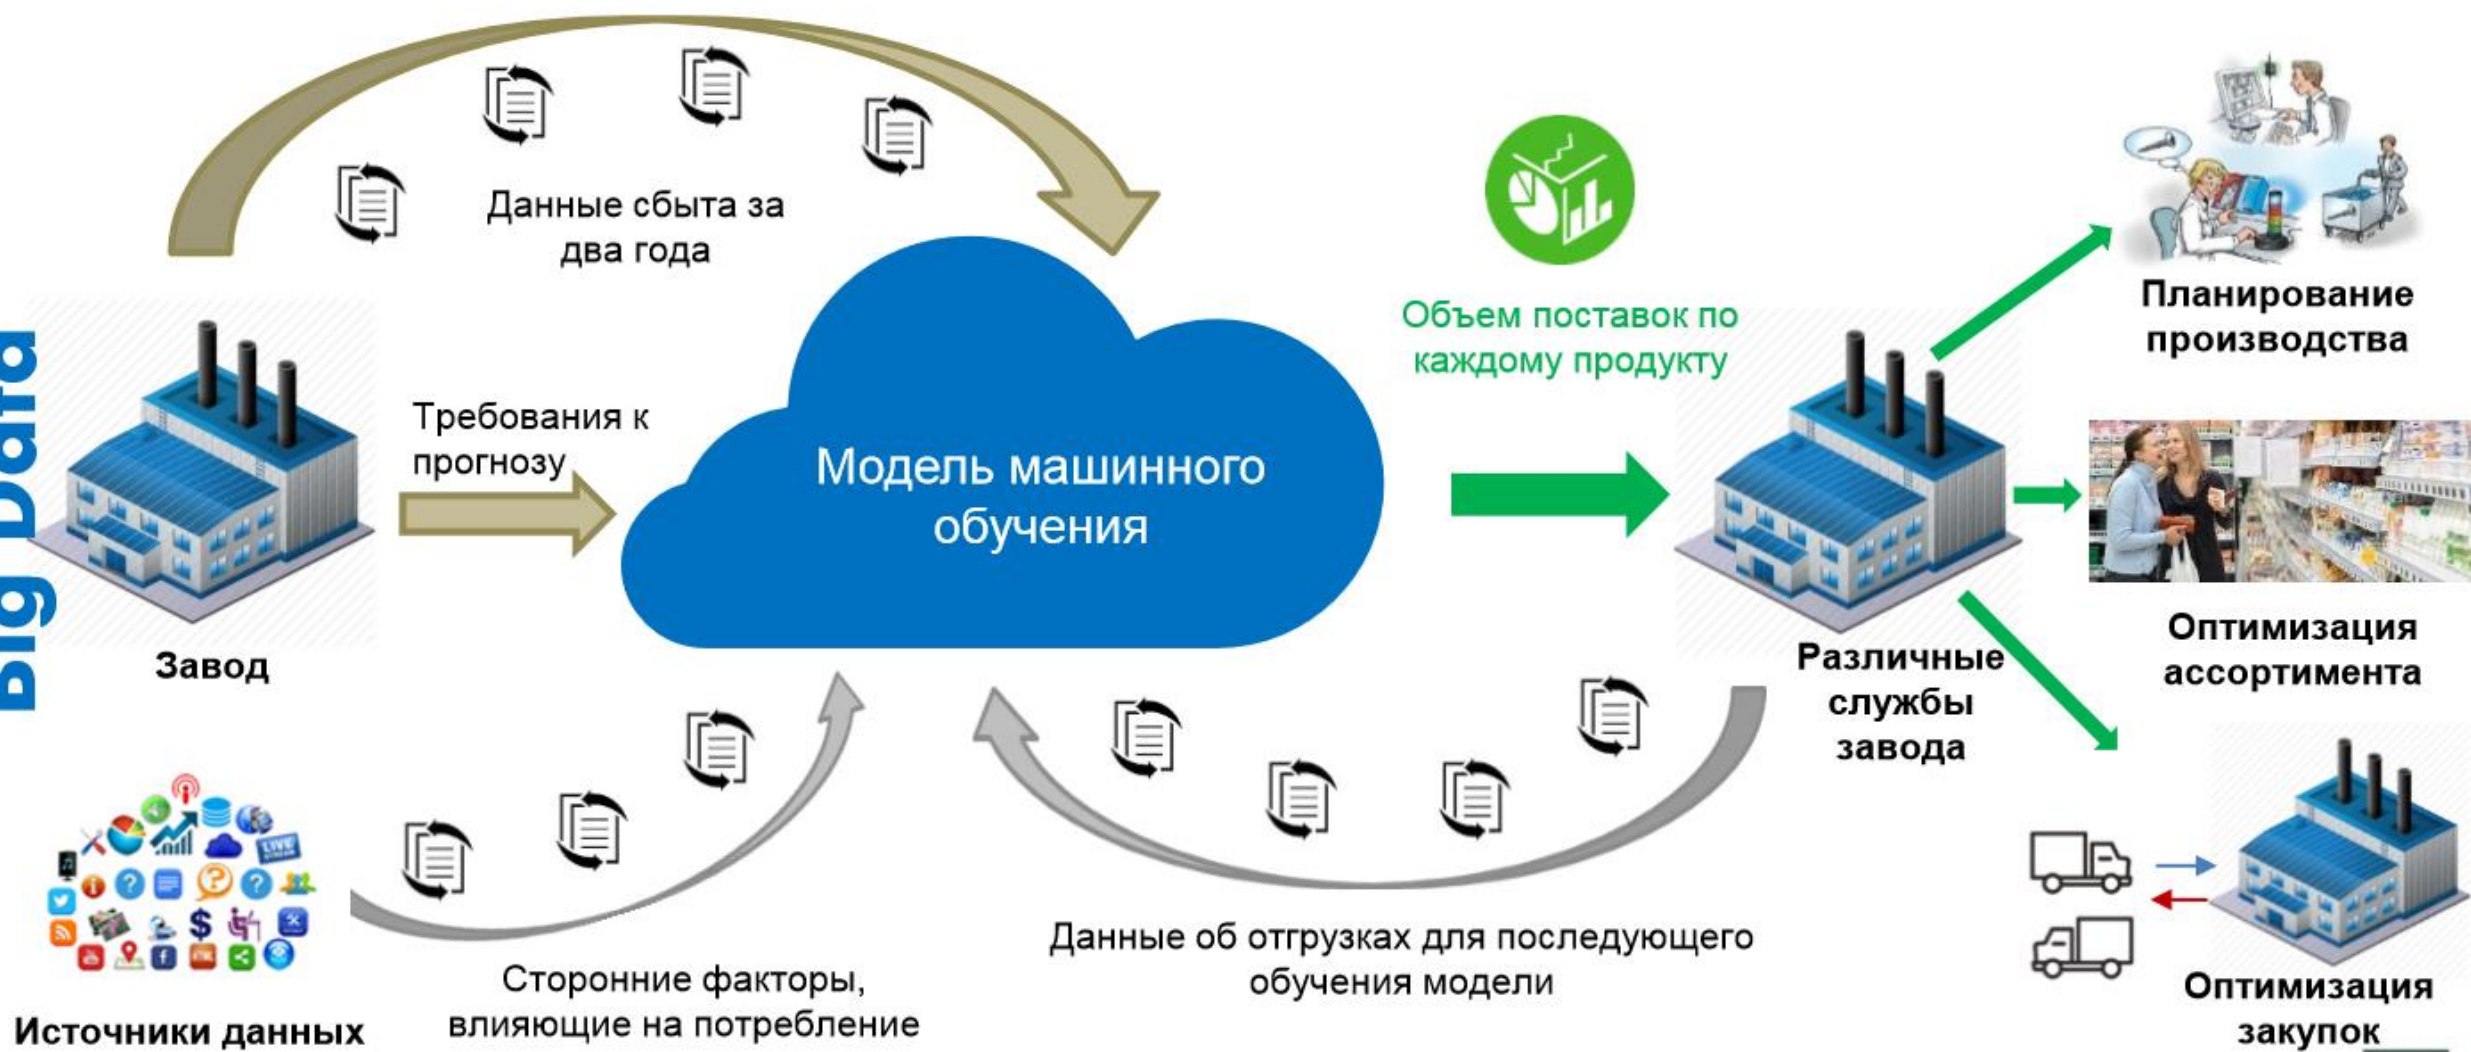 Big Data
Данные сбыта за
два года
Требования к
прогнозу
Завод
Модель машинного
обучения
Объем поставок по
каждому продукту
Различные
службы
завода
Планирование
производства
Оптимизация
ассортимента
Оптимизация
закупок
LIVE
Источники данных
Сторонние факторы,
влияющие на потребление
Данные об отгрузках для последующего
обучения модели